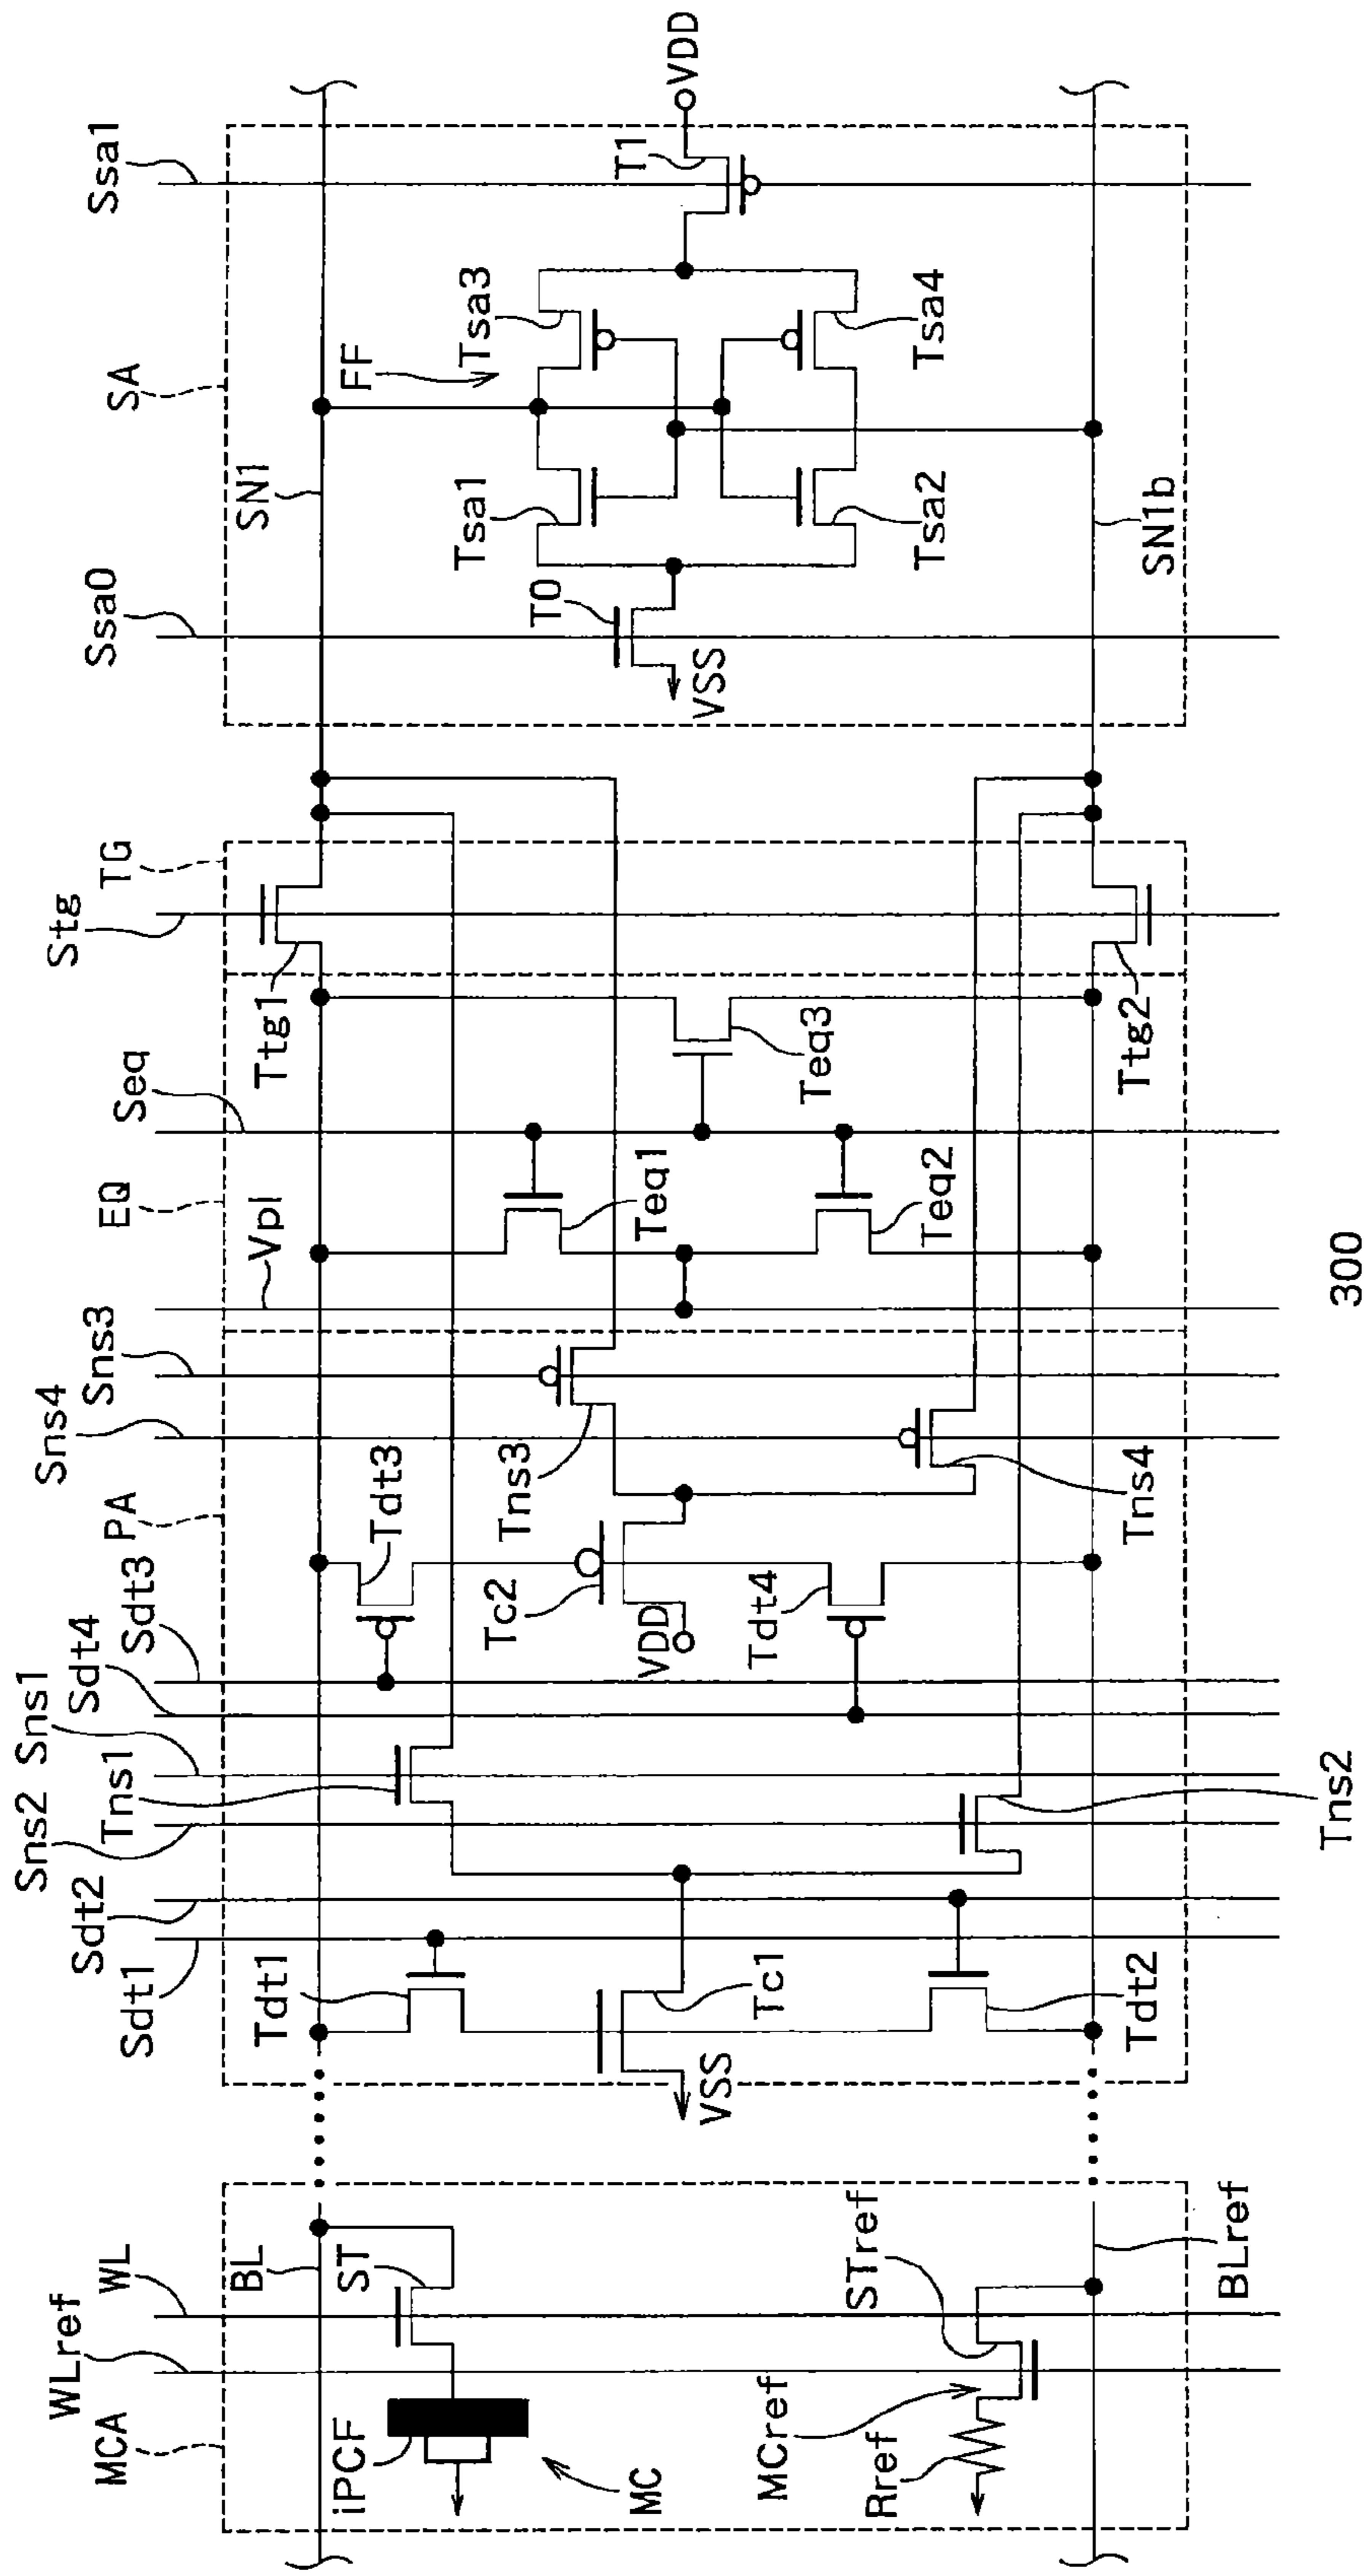 Ssa1
VDD
SA
T1
Tsa3
Tsa4
FF
SN1
Tsa1
Tsa2
SN1b
Ssa0
T0
VSS
TG
Stg
Ttg1
Ttg2
Teq3
Seq
EQ
Teq1
Teq2
Vpl
Sns3
Sns4
Tns3
Tns4
PA
Tdt3
Tc2
VDD
Tdt4
Sdt3
Sdt4
Sns1
Tns1
Sns2
Tns2
Sdt2
Sdt1
Tdt1
Tc1
Tdt2
VSS
WL
BL
ST
STref
BLref
WLref
MCA
iPCF
MC
MCref
Rref
300